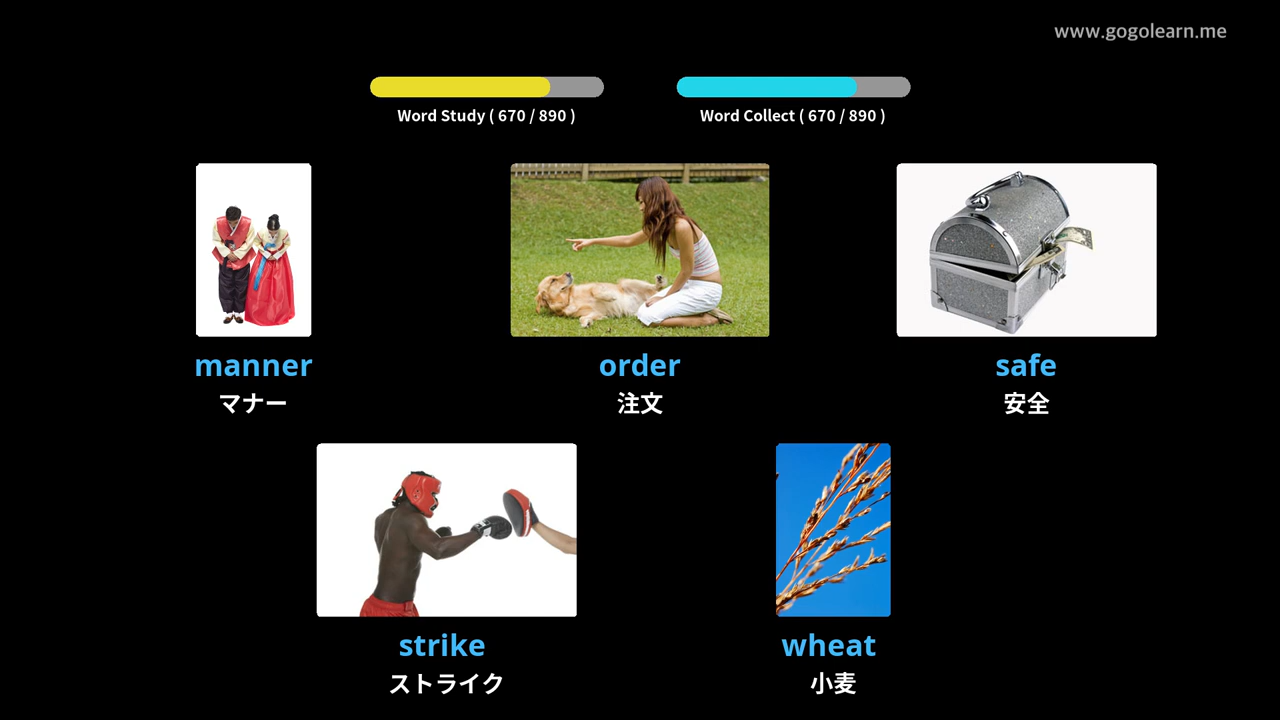 www.gogolearn.me
Word Study ( 670 / 890 )
Word Collect ( 670 / 890 )
manner
マナー
order
注文
safe
安全
strike
ストライク
wheat
小麦